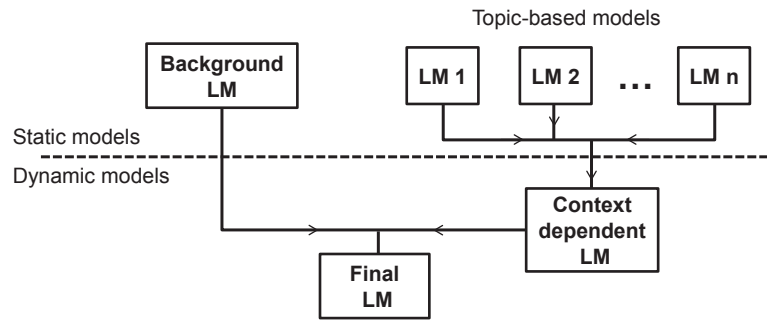 Topic-based models
Background
LM
LM 1
LM 2
...
LM n
Static models
Dynamic models
Context
dependent
LM
Final
LM